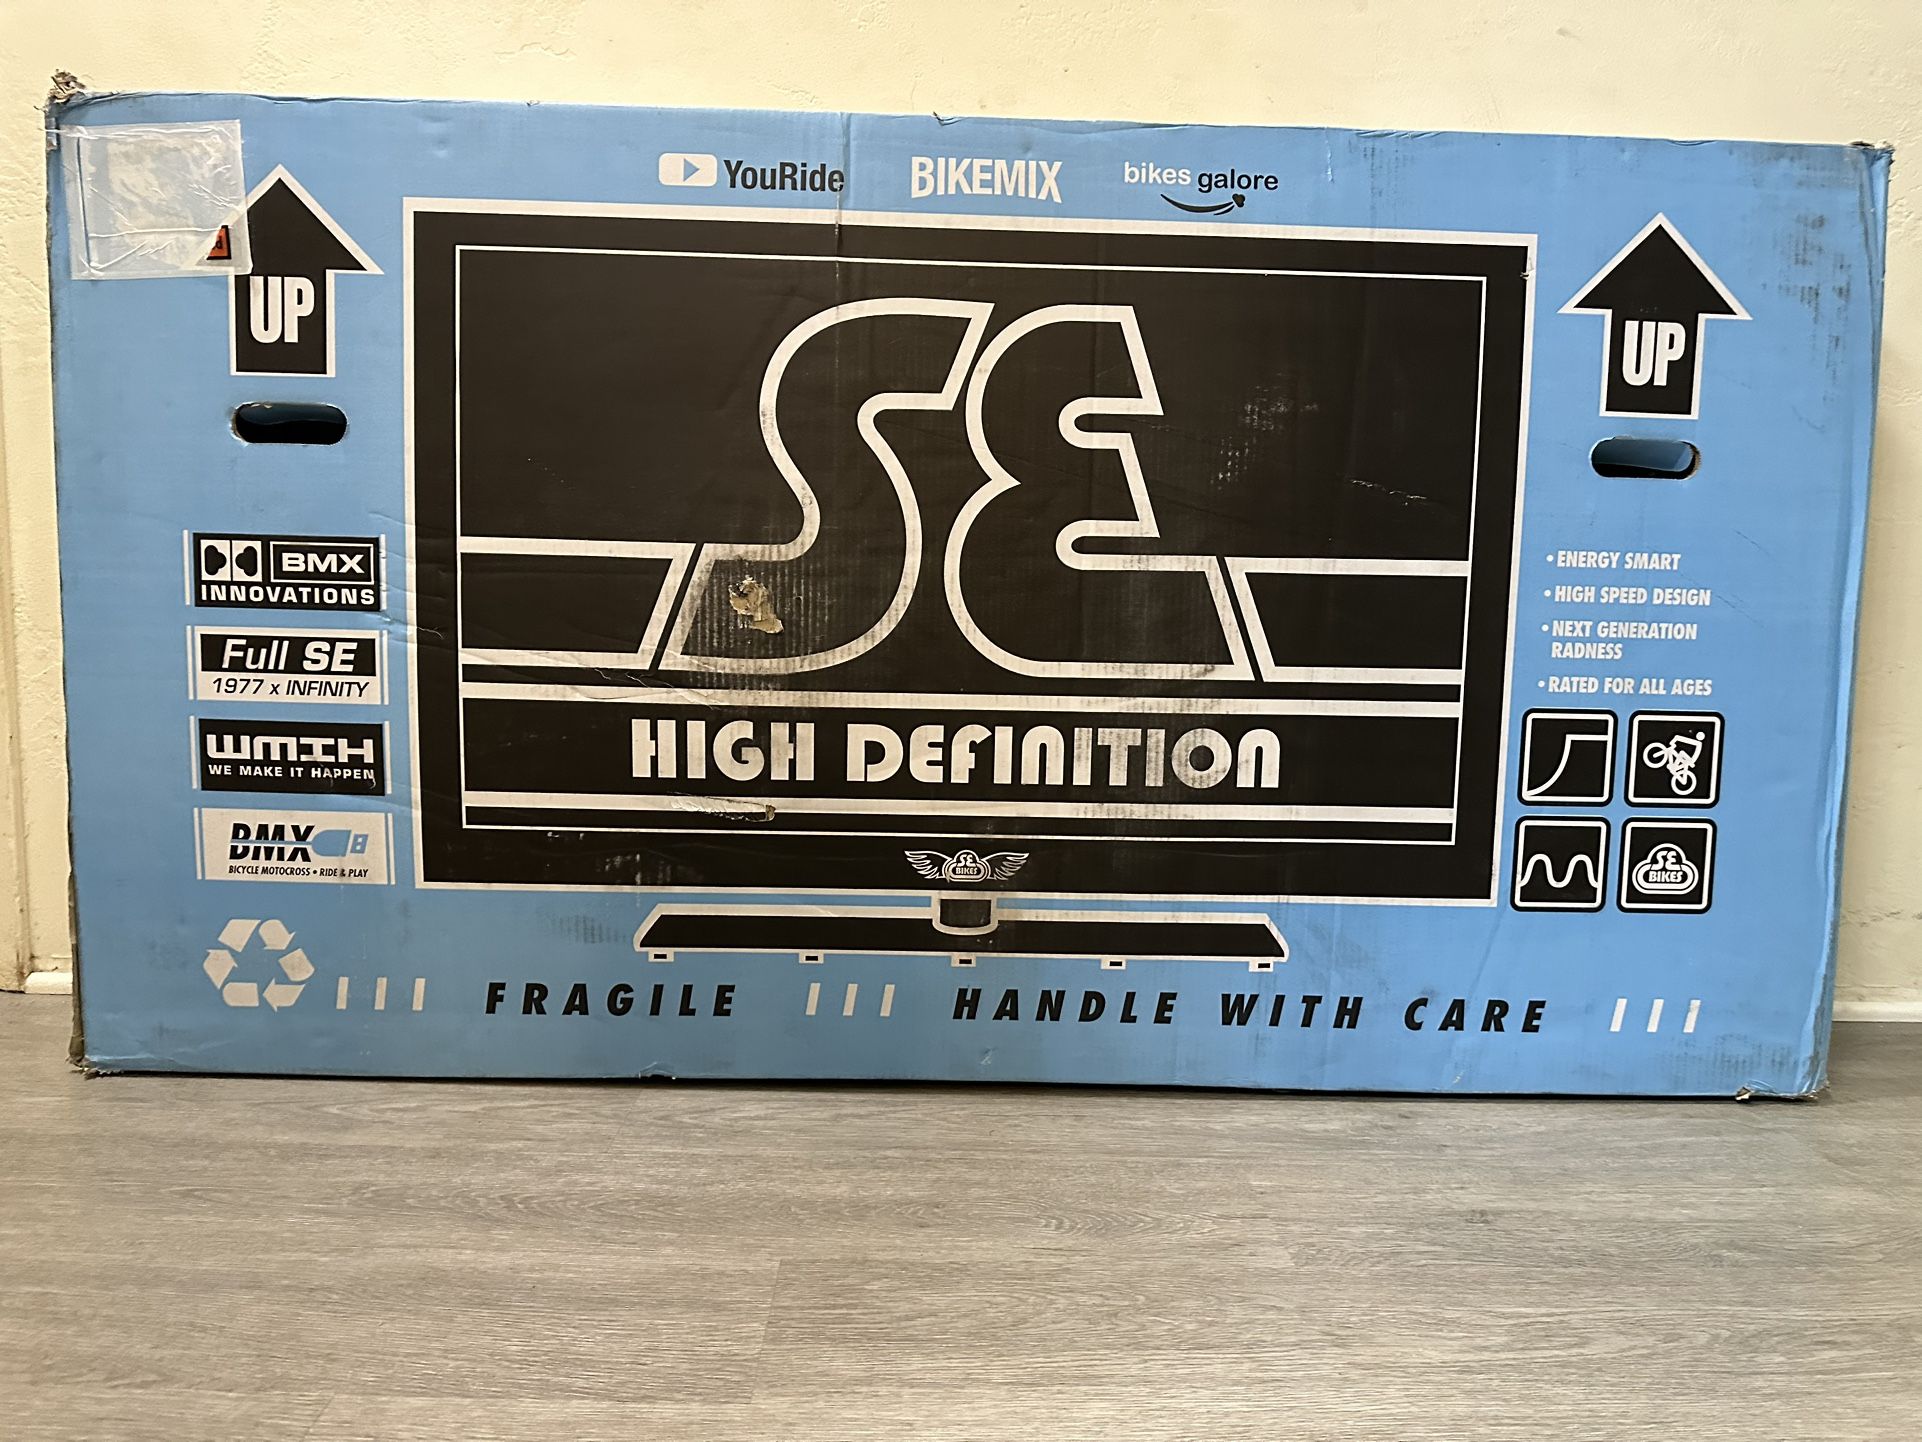 YouRide
BIKEMIX
bikes galore
UP
UP
SE
HIGH DEFINITION
BMX
INNOVATIONS
Full SE
1977 x INFINITY
WMIH
WE MAKE IT HAPPEN
BMX
BICYCLE MOTOCROSS • RIDE & PLAY
• ENERGY SMART
• HIGH SPEED DESIGN
• NEXT GENERATION
RADNESS
• RATED FOR ALL AGES
SE
BIKES
SE
BIKES
FRAGILE
HANDLE WITH CARE